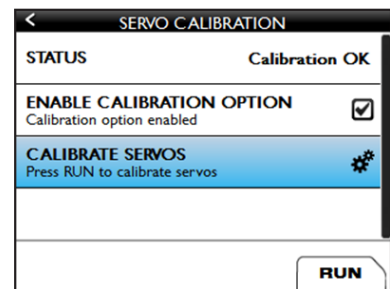 <
SERVO CALIBRATION
STATUS Calibration OK
ENABLE CALIBRATION OPTION
Calibration option enabled
CALIBRATE SERVOS
Press RUN to calibrate servos
RUN